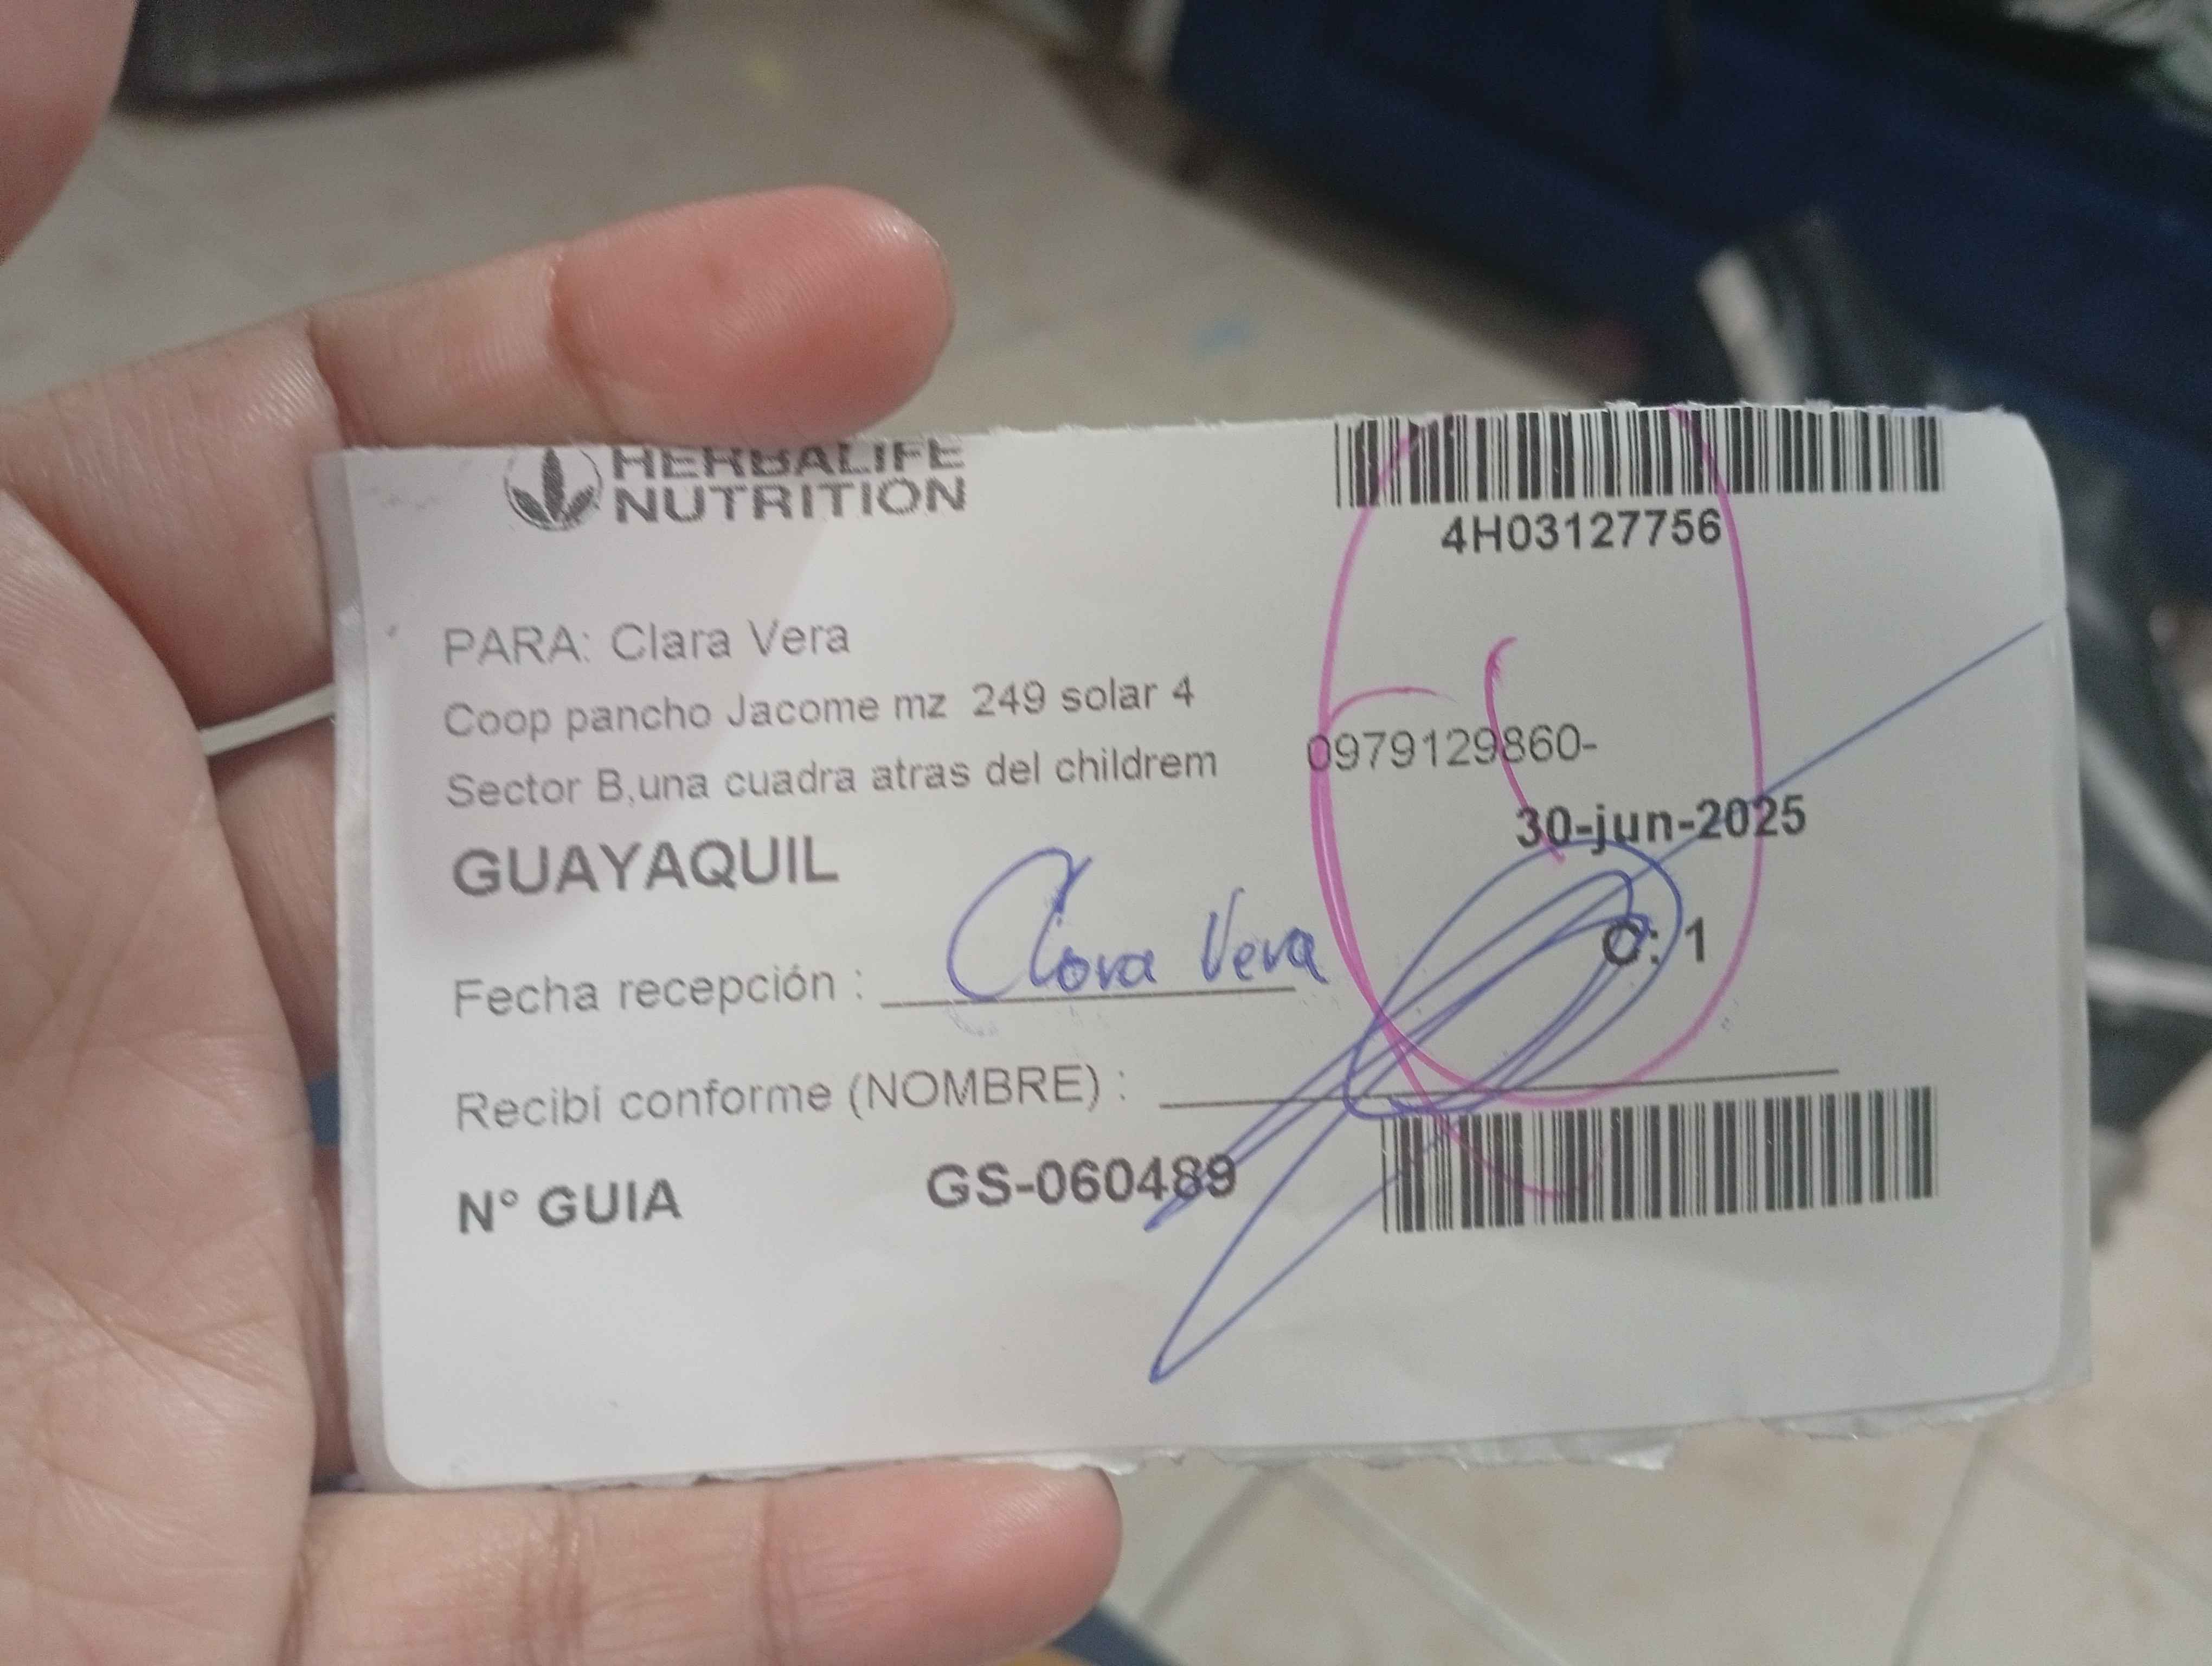 HERBALIFE
NUTRITION
4H03127756
PARA: Clara Vera
Coop pancho Jacome mz 249 solar 4
Sector B,una cuadra atras del childrem
0979129860-
GUAYAQUIL
30-jun-2025
C: 1
Fecha recepción : Clara Vera
Recibí conforme (NOMBRE) :
N° GUIA GS-060489